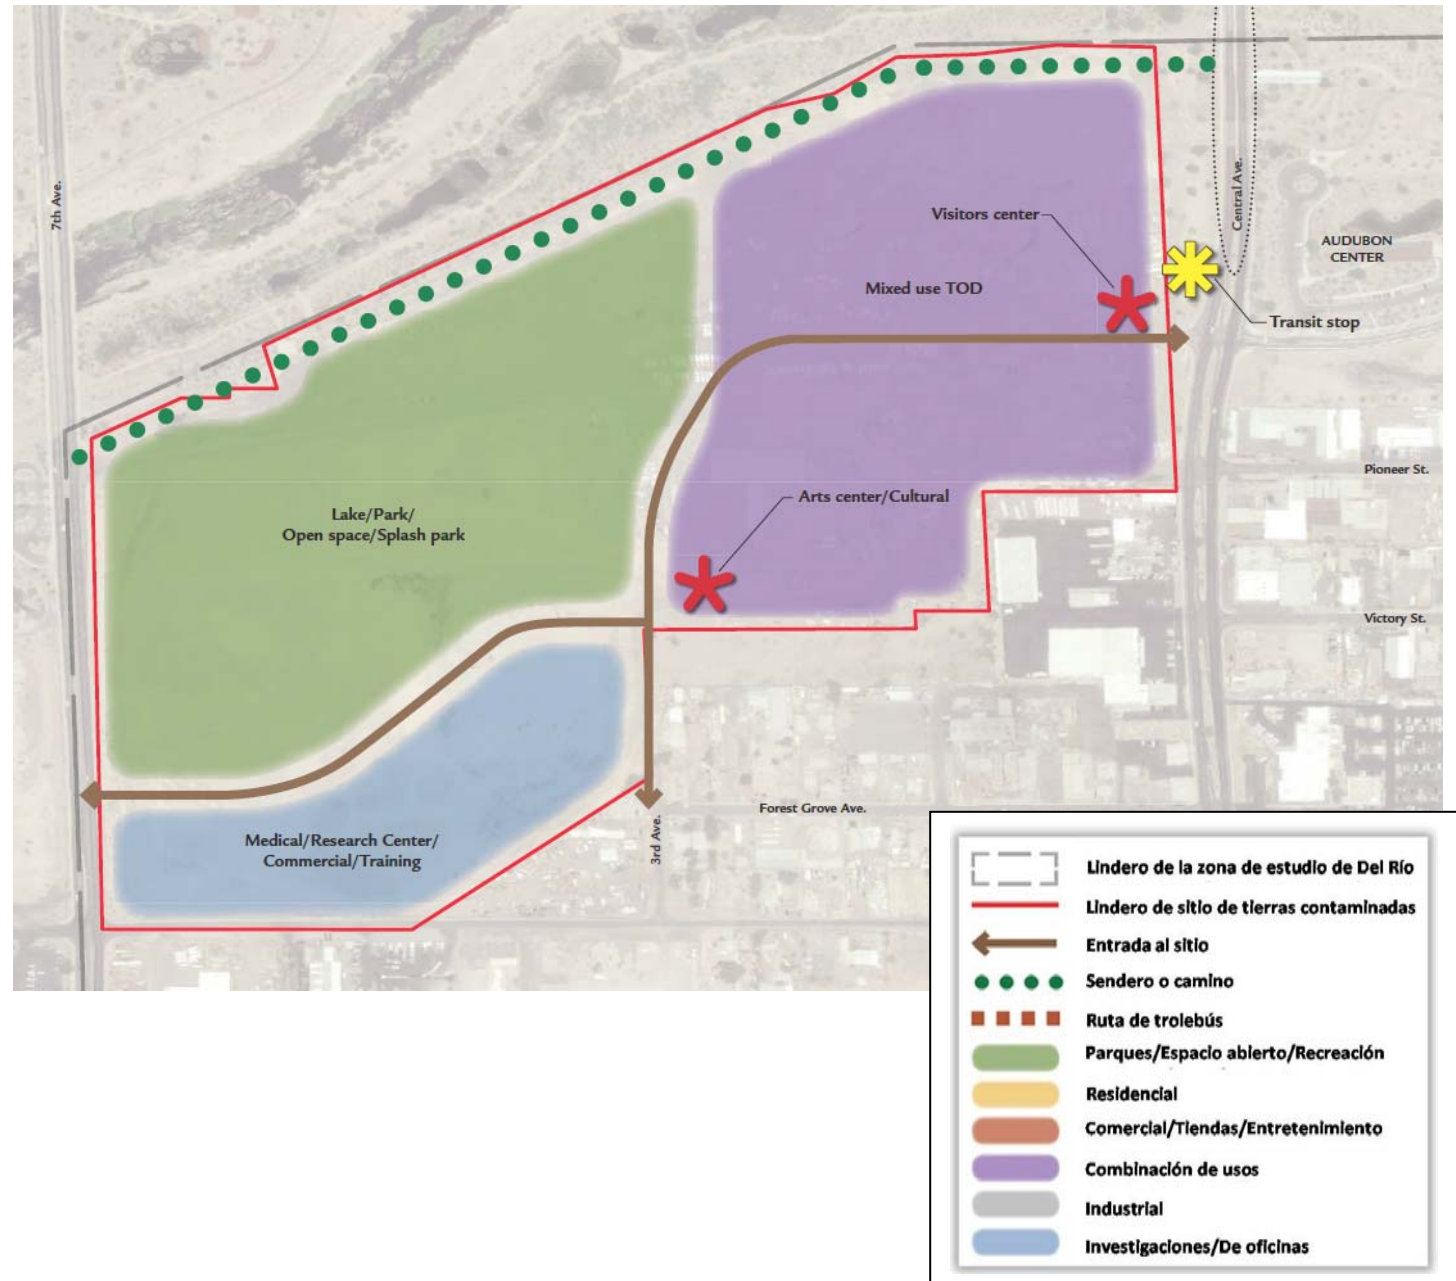 7th Ave.
Central Ave.
Visitors center
AUDUBON
CENTER
Mixed use TOD
Transit stop
Pioneer St.
Arts center/Cultural
Lake/Park/
Open space/Splash park
Victory St.
Forest Grove Ave.
3rd Ave.
Medical/Research Center/
Commercial/Training
Lindero de la zona de estudio de Del Río
Lindero de sitio de tierras contaminadas
Entrada al sitio
Sendero o camino
Ruta de trolebús
Parques/Espacio abierto/Recreación
Residencial
Comercial/Tiendas/Entretenimiento
Combinación de usos
Industrial
Investigaciones/De oficinas